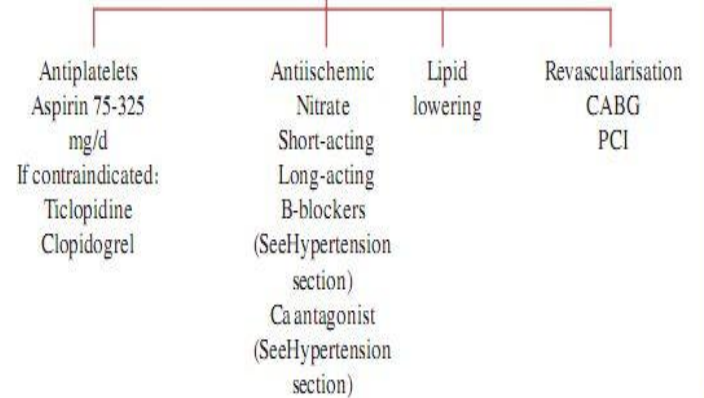 Antiplatelets
Aspirin 75-325
mg/d
If contraindicated:
Ticlopidine
Clopidogrel
Antiischemic
Nitrate
Short-acting
Long-acting
B-blockers
(SeeHypertension
section)
Ca antagonist
(SeeHypertension
section)
Lipid
lowering
Revascularisation
CABG
PCI